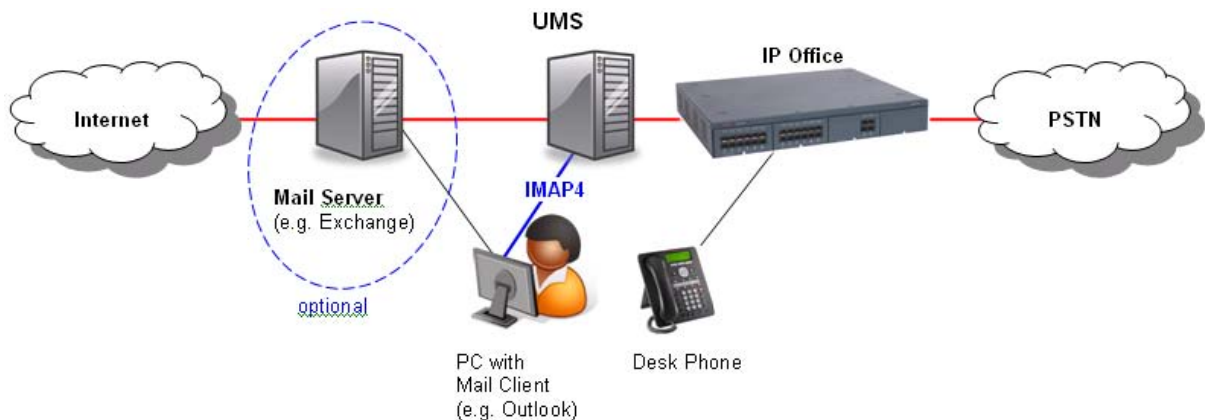 UMS
IP Office
Internet
PSTN
Mail Server
(e.g. Exchange)
IMAP4
optional
PC with
Mail Client
(e.g. Outlook)
Desk Phone